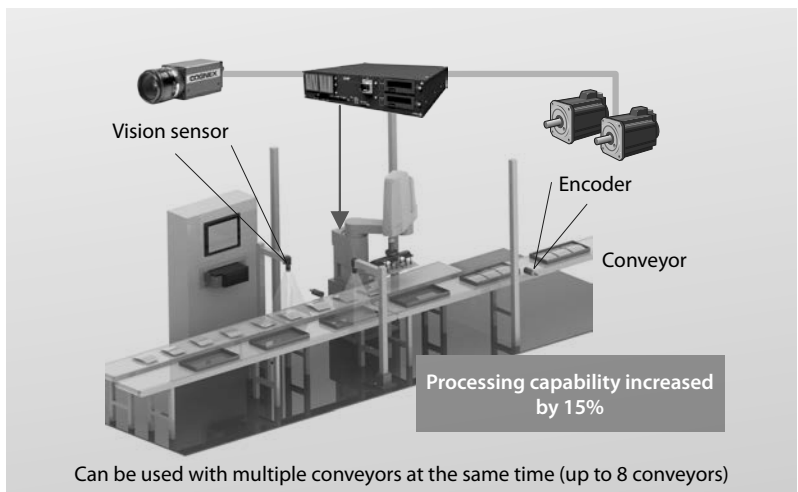 COGNEX
Vision sensor
Encoder
Conveyor
Processing capability increased
by 15%
Can be used with multiple conveyors at the same time (up to 8 conveyors)